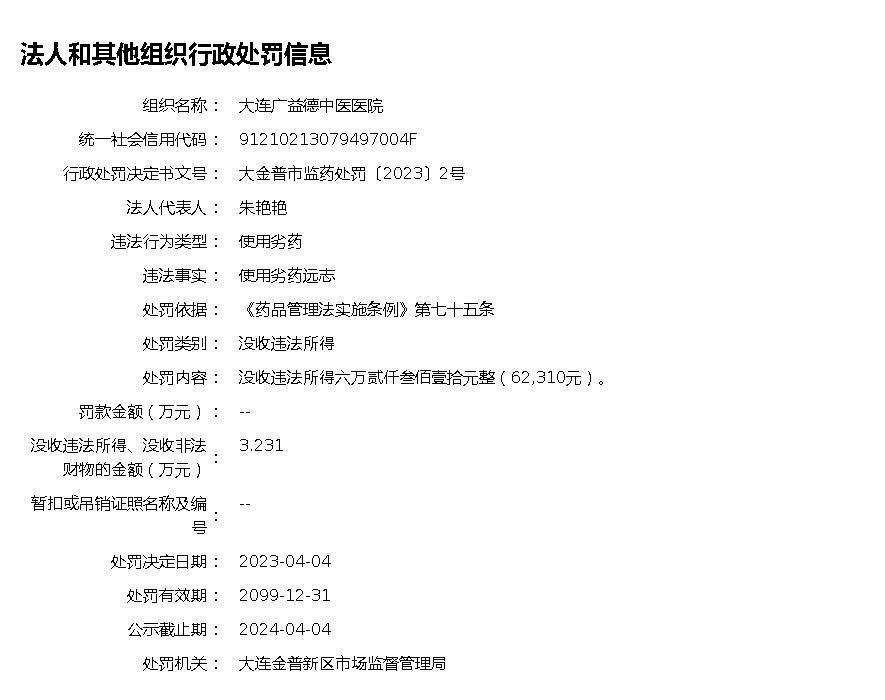 法人和其他组织行政处罚信息
组织名称： 大连广益德中医医院
统一社会信用代码： 91210213079497004F
行政处罚决定书文号： 大金普市监药处罚〔2023〕2号
法人代表人： 朱艳艳
违法行为类型： 使用劣药
违法事实： 使用劣药远志
处罚依据： 《药品管理法实施条例》第七十五条
处罚类别： 没收违法所得
处罚内容： 没收违法所得六万贰仟叁佰壹拾元整（62,310元）。
罚款金额（万元）： --
没收违法所得、没收非法
财物的金额（万元）： 3.231
暂扣或吊销证照名称及编
号： --
处罚决定日期： 2023-04-04
处罚有效期： 2099-12-31
公示截止期： 2024-04-04
处罚机关： 大连金普新区市场监督管理局